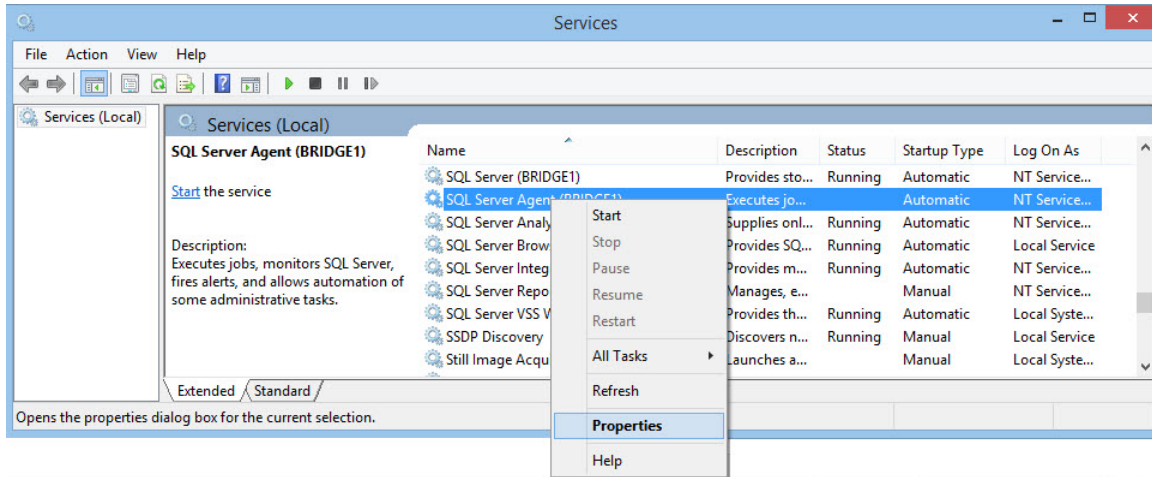 Services
File Action View Help
Services (Local)
Services (Local)
SQL Server Agent (BRIDGE1)
Start the service
Description:
Executes jobs, monitors SQL Server,
fires alerts, and allows automation of
some administrative tasks.
Name Description Status Startup Type Log On As
SQL Server (BRIDGE1) Provides sto... Running Automatic NT Service...
SQL Server Agent (BRIDGE1) Executes jo... Automatic NT Service...
SQL Server Analy Supplies onl... Running Automatic NT Service...
SQL Server Brow Provides SQ... Running Automatic Local Service
SQL Server Integ Provides m... Running Automatic NT Service...
SQL Server Repo Manages, e... Manual NT Service...
SQL Server VSS W Provides th... Running Automatic Local Syste...
SSDP Discovery Discovers n... Running Manual Local Service
Still Image Acqu Launches a... Manual Local Syste...
Start
Stop
Pause
Resume
Restart
All Tasks
Refresh
Properties
Help
Extended Standard
Opens the properties dialog box for the current selection.